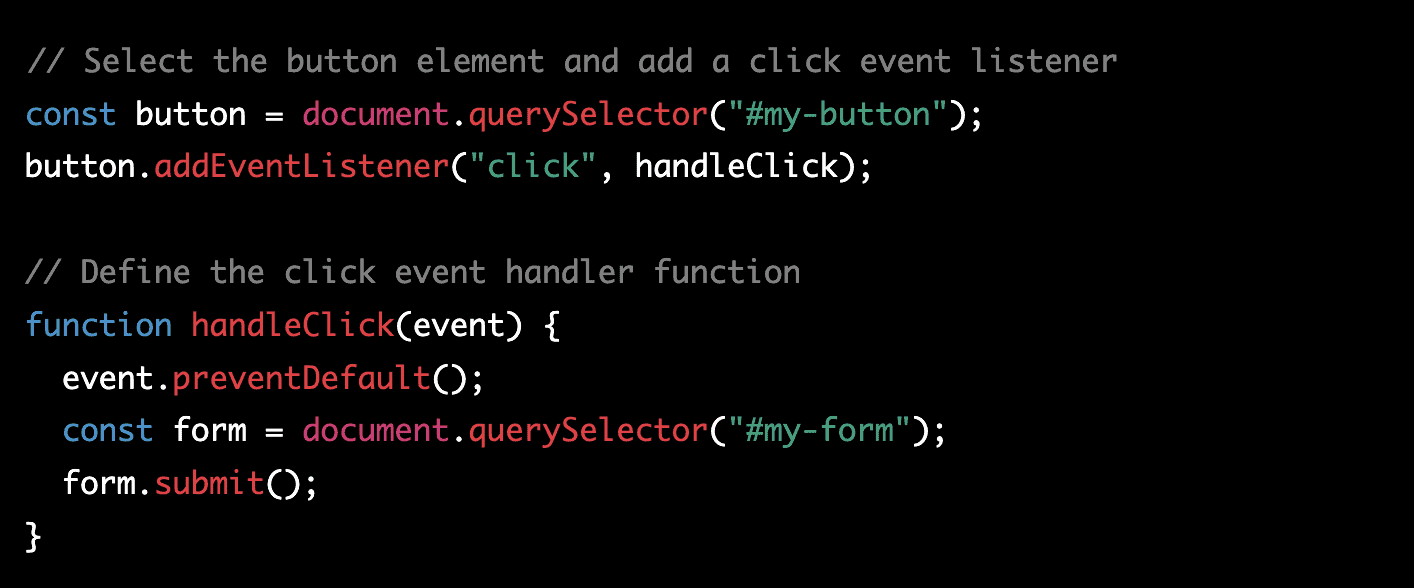 // Select the button element and add a click event listener
const button = document.querySelector("#my-button");
button.addEventListener("click", handleClick);
// Define the click event handler function
function handleClick(event) {
  event.preventDefault();
  const form = document.querySelector("#my-form");
  form.submit();
}